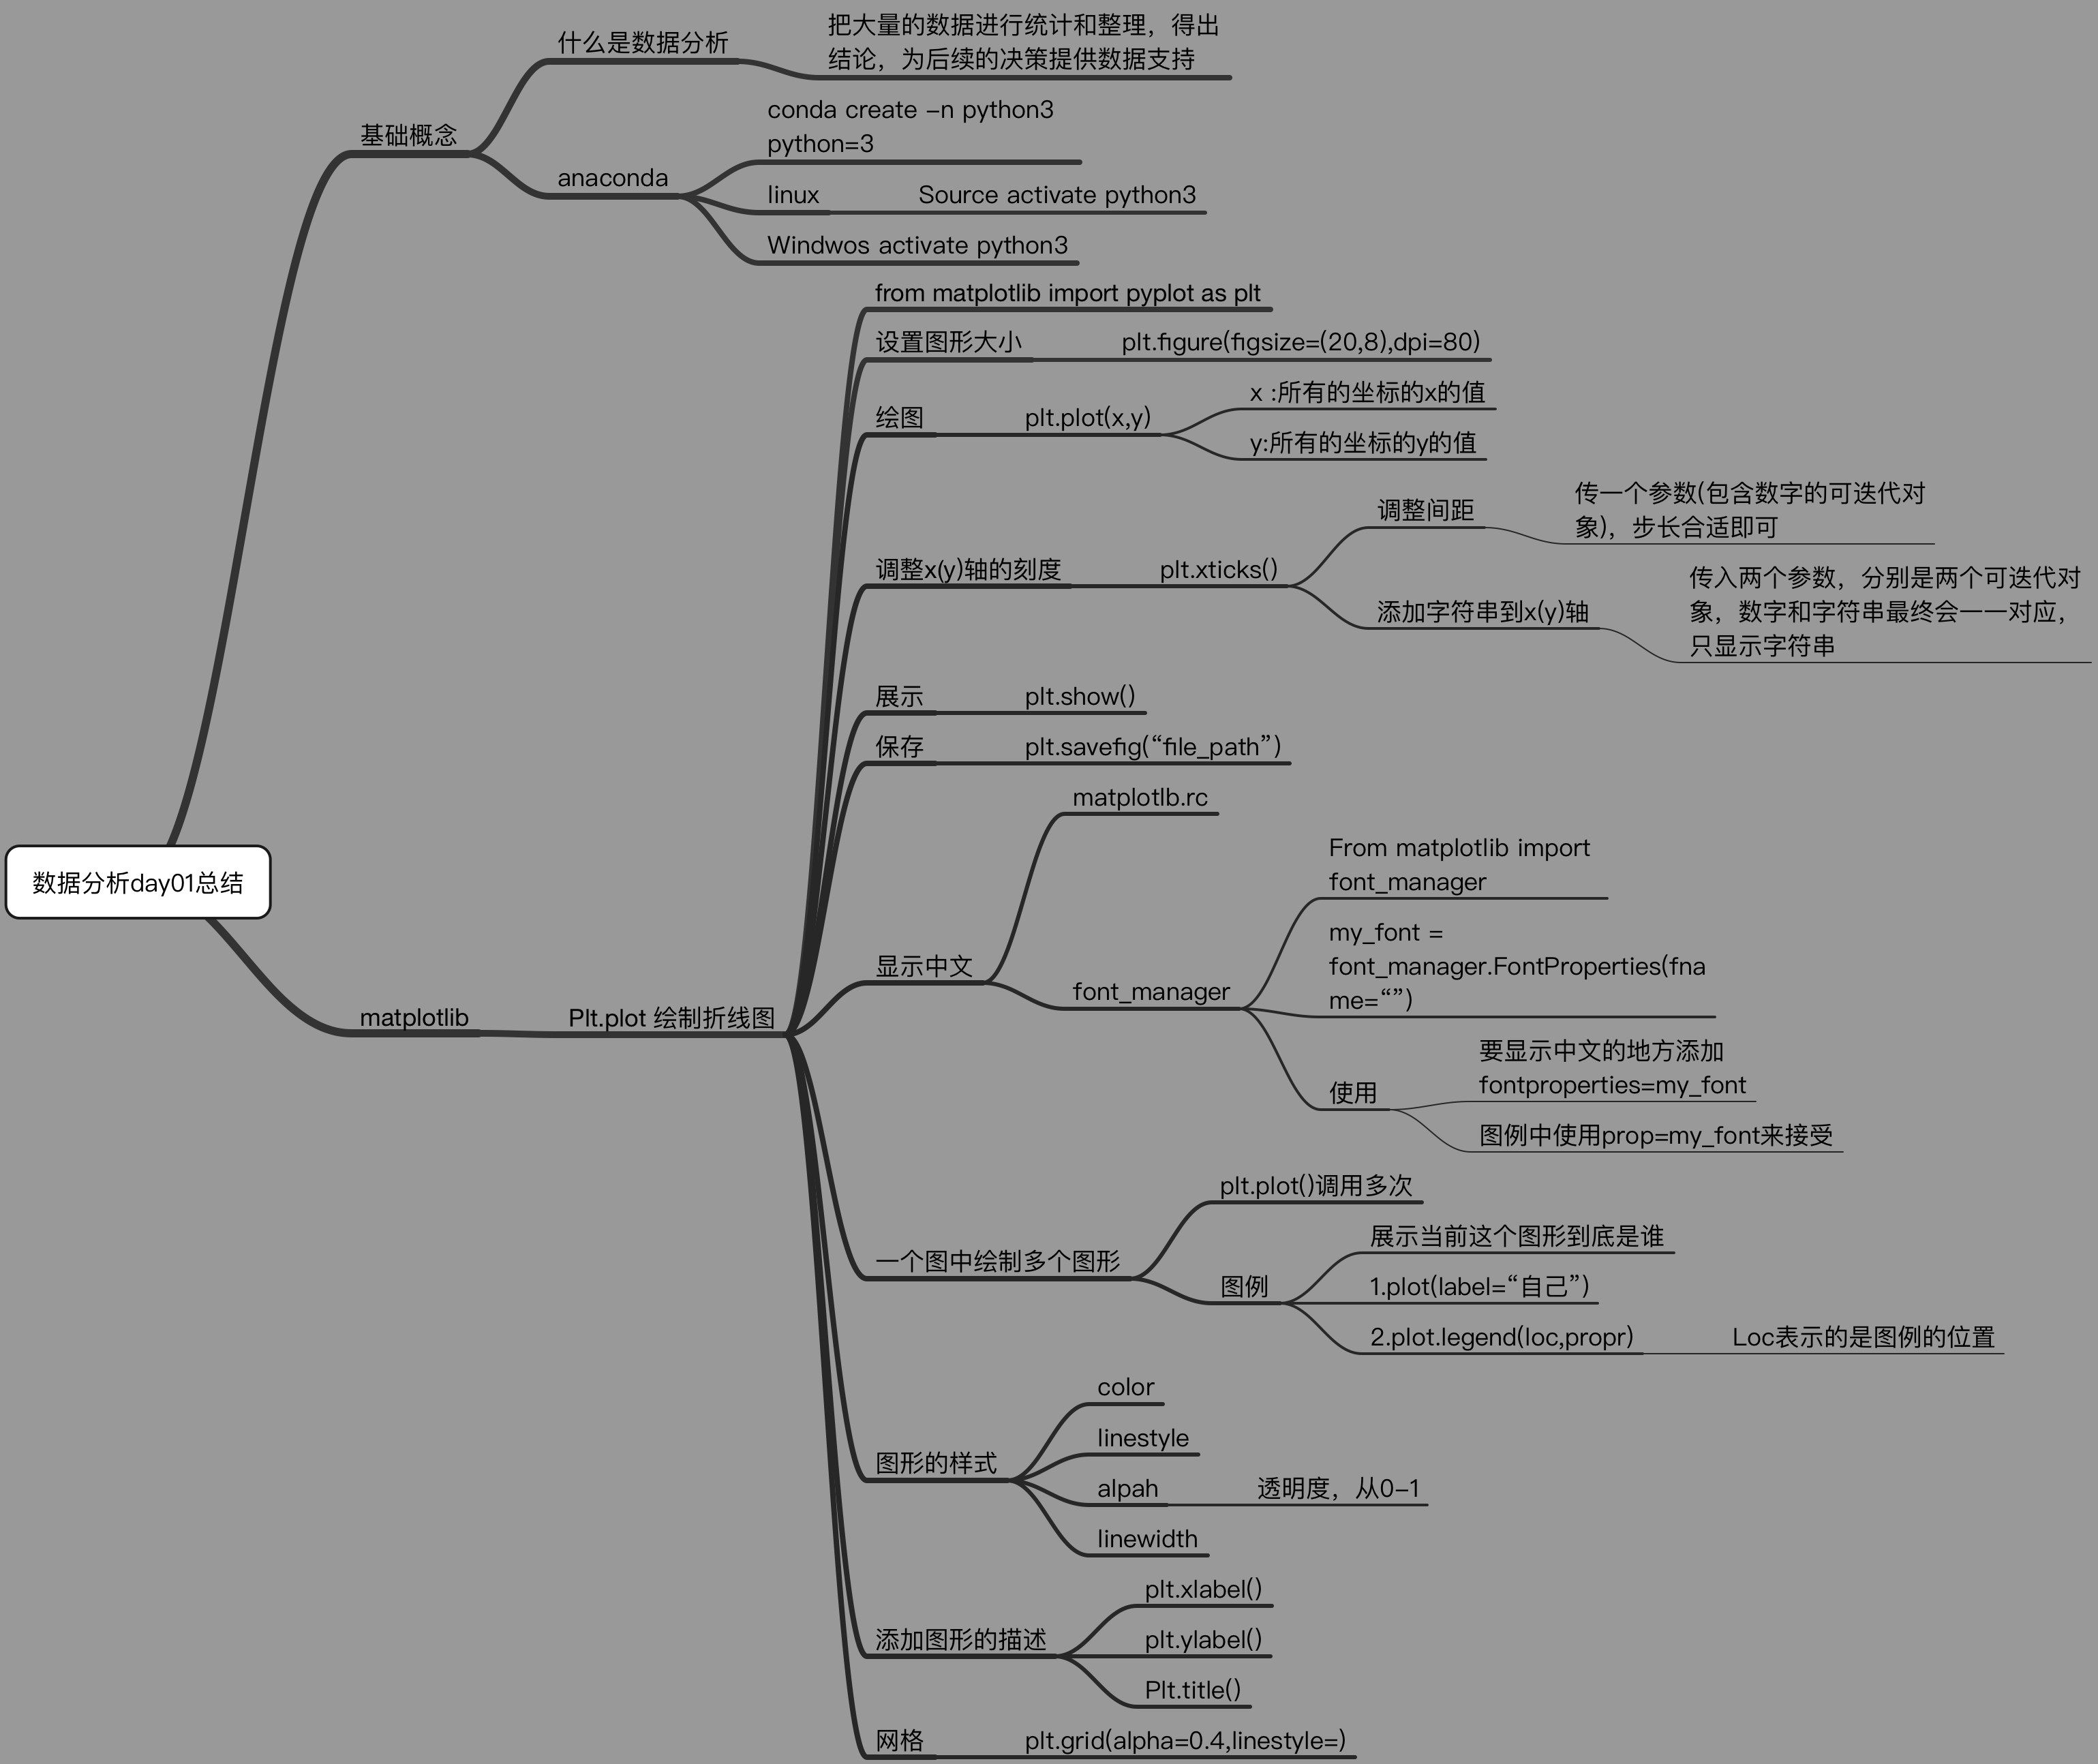 什么是数据分析
把大量的数据进行统计和整理，得出
结论，为后续的决策提供数据支持
基础概念
anaconda
conda create –n python3
python=3
linux
Source activate python3
Windwos activate python3
数据分析day01总结
matplotlib
Plt.plot 绘制折线图
from matplotlib import pyplot as plt
设置图形大小
plt.figure(figsize=(20,8),dpi=80)
绘图
plt.plot(x,y)
x :所有的坐标的x的值
y:所有的坐标的y的值
调整x(y)轴的刻度
plt.xticks()
调整间距
传一个参数(包含数字的可迭代对
象)，步长合适即可
添加字符串到x(y)轴
传入两个参数，分别是两个可迭代对
象，数字和字符串最终会一一对应，
只显示字符串
展示
plt.show()
保存
plt.savefig(“file_path”)
显示中文
matplotlb.rc
font_manager
From matplotlib import
font_manager
my_font =
font_manager.FontProperties(fna
me=“”)
使用
要显示中文的地方添加
fontproperties=my_font
图例中使用prop=my_font来接受
一个图中绘制多个图形
plt.plot()调用多次
图例
展示当前这个图形到底是谁
1.plot(label=“自己”)
2.plot.legend(loc,propr)
Loc表示的是图例的位置
图形的样式
color
linestyle
alpah
透明度，从0–1
linewidth
添加图形的描述
plt.xlabel()
plt.ylabel()
Plt.title()
网格
plt.grid(alpha=0.4,linestyle=)